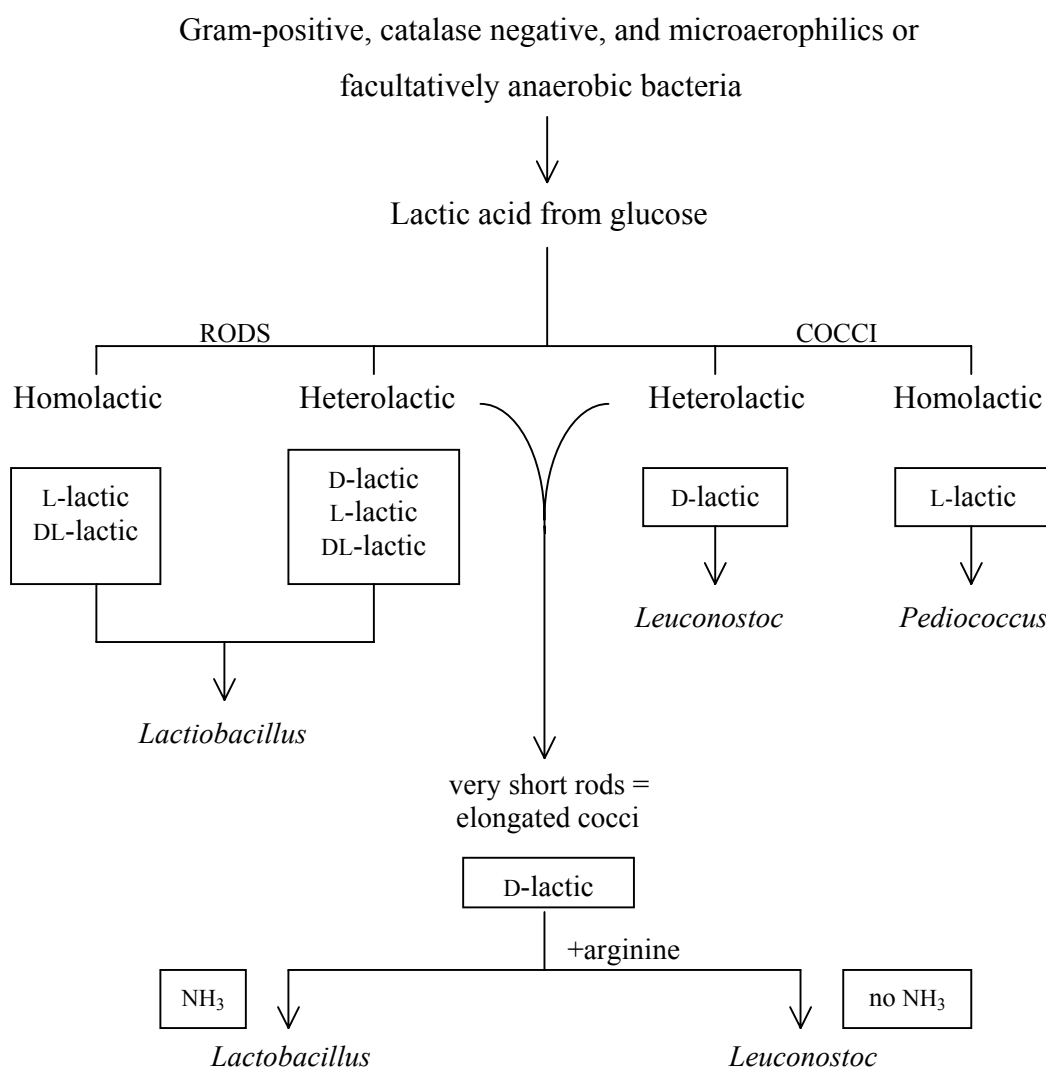 Gram-positive, catalase negative, and microaerophilics or
facultatively anaerobic bacteria
Lactic acid from glucose
RODS
COCCI
Homolactic
Heterolactic
Heterolactic
Homolactic
L-lactic
DL-lactic
D-lactic
L-lactic
DL-lactic
D-lactic
L-lactic
Leuconostoc
Pediococcus
Lactiobacillus
very short rods =
elongated cocci
D-lactic
+arginine
NH₃
no NH₃
Lactobacillus
Leuconostoc